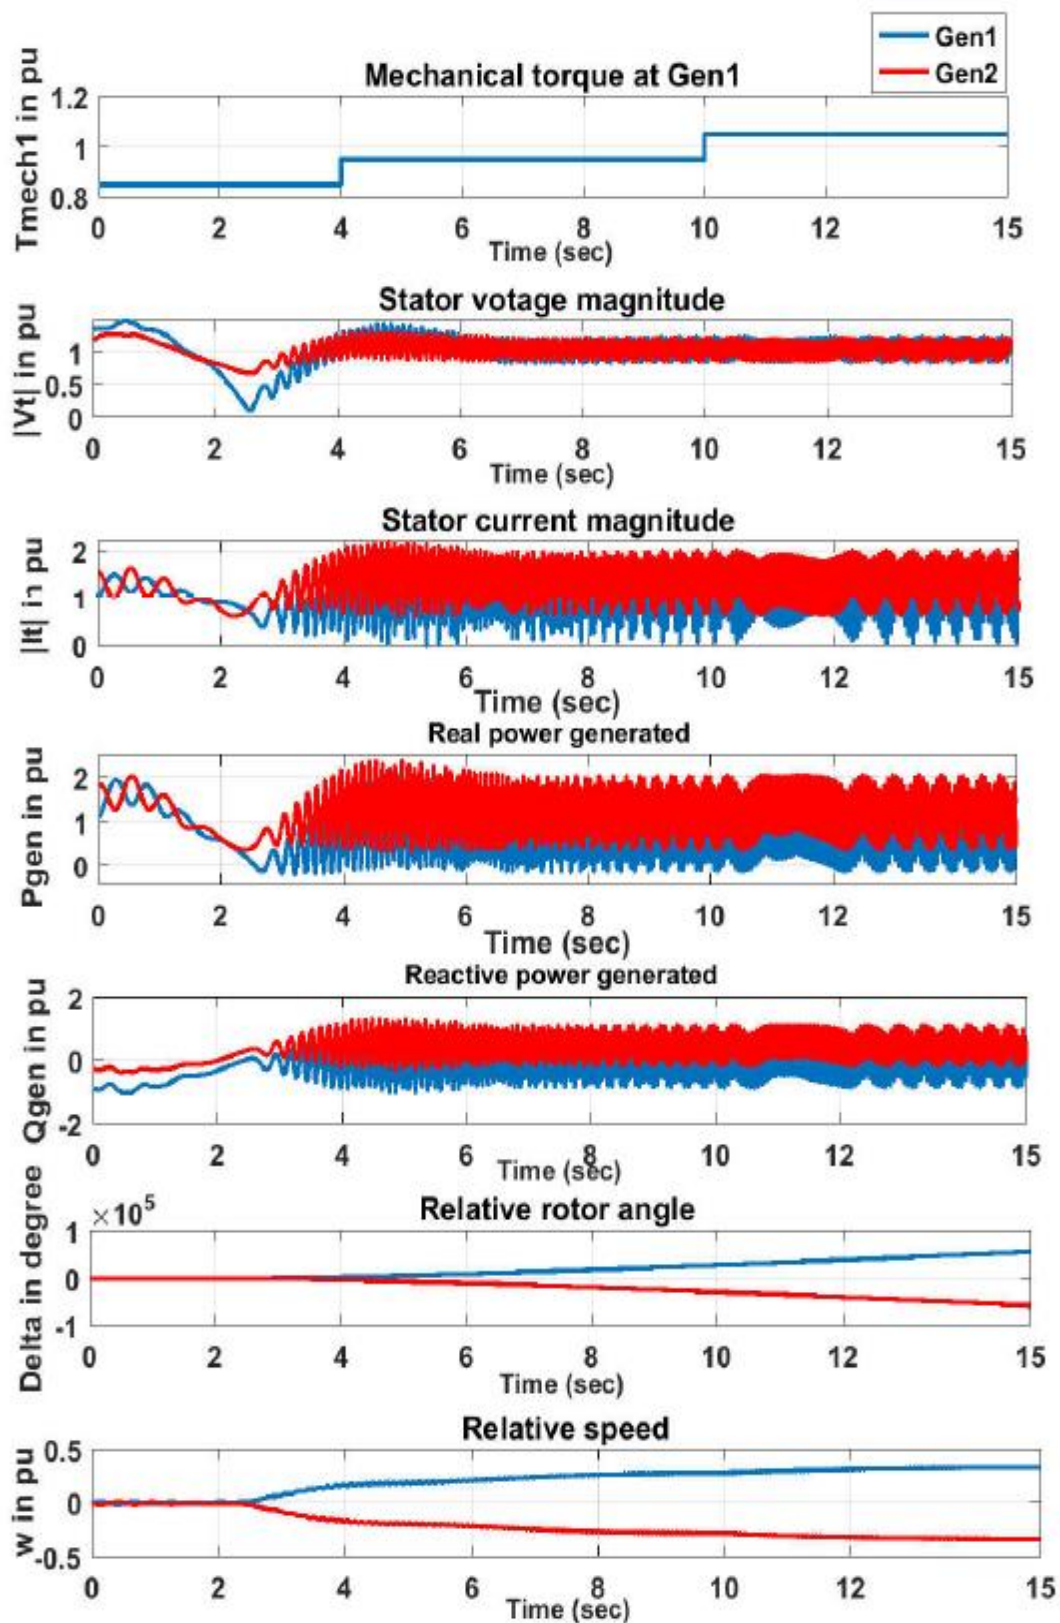 Gen1
Gen2
Mechanical torque at Gen1
Tmech1 in pu
1.2
1
0.8
0 2 4 6 8 10 12 15
Time (sec)
Stator votage magnitude
|Vt| in pu
1
0.5
0
0 2 4 6 8 10 12 15
Time (sec)
Stator current magnitude
|It| in pu
2
1
0
0 2 4 6 8 10 12 15
Time (sec)
Real power generated
Pgen in pu
2
1
0
0 2 4 6 8 10 12 15
Time (sec)
Reactive power generated
Qgen in pu
2
0
-2
0 2 4 6 8 10 12 15
Time (sec)
Relative rotor angle
Delta in degree
×10⁵
1
0
-1
0 2 4 6 8 10 12 15
Time (sec)
Relative speed
w in pu
0.5
0
-0.5
0 2 4 6 8 10 12 15
Time (sec)